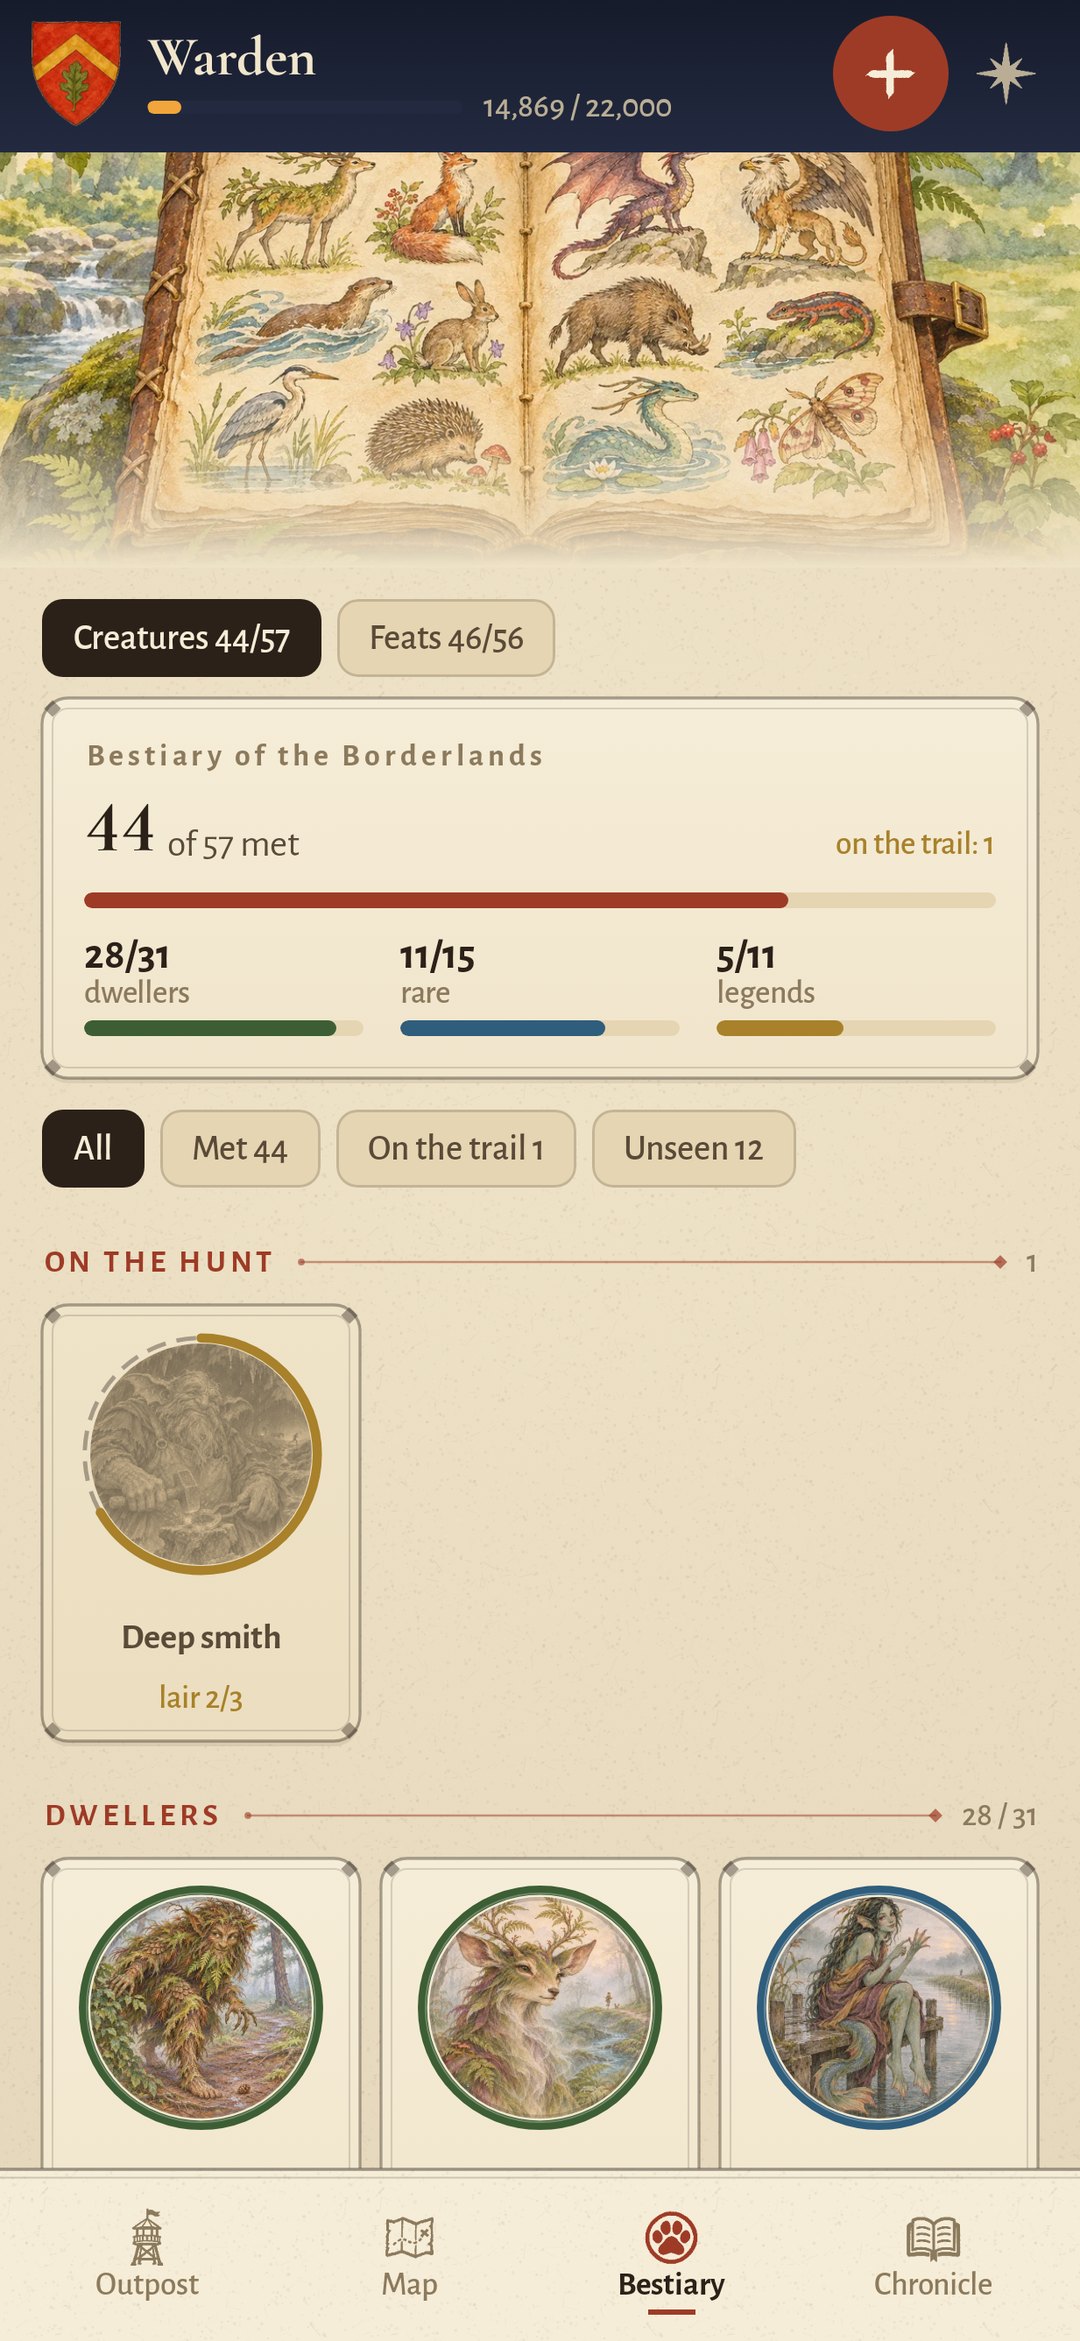 Warden
14,869 / 22,000
Creatures 44/57
Feats 46/56
Bestiary of the Borderlands
44 of 57 met
on the trail: 1
28/31
dwellers
11/15
rare
5/11
legends
All
Met 44
On the trail 1
Unseen 12
ON THE HUNT
1
Deep smith
lair 2/3
DWELLERS
28 / 31
Outpost
Map
Bestiary
Chronicle